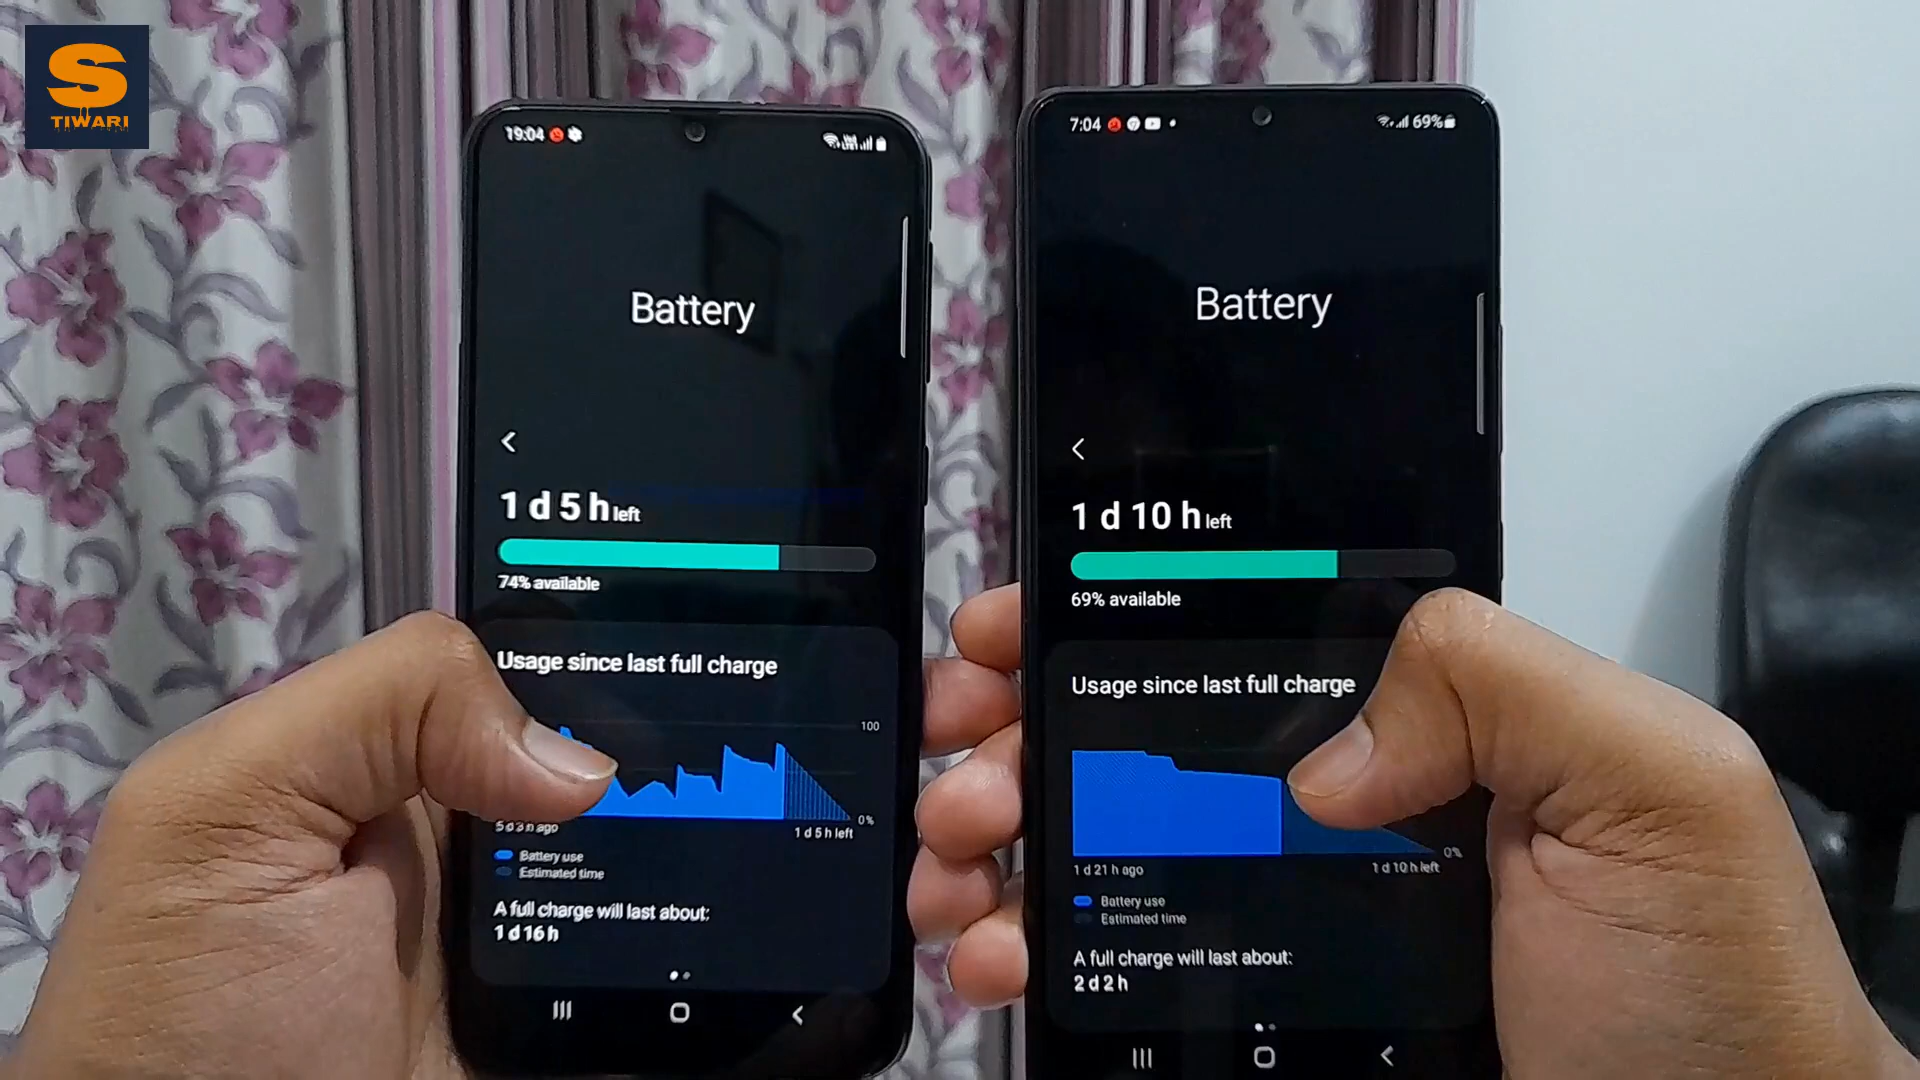 S
TIWARI
19:04
Battery
1 d 5 h left
74% available
Usage since last full charge
100
0%
5 d 3 h ago
1 d 5 h left
Battery use
Estimated time
A full charge will last about:
1 d 16 h
7:04
69%
Battery
1 d 10 h left
69% available
Usage since last full charge
0%
1 d 21 h ago
1 d 10 h left
Battery use
Estimated time
A full charge will last about:
2 d 2 h